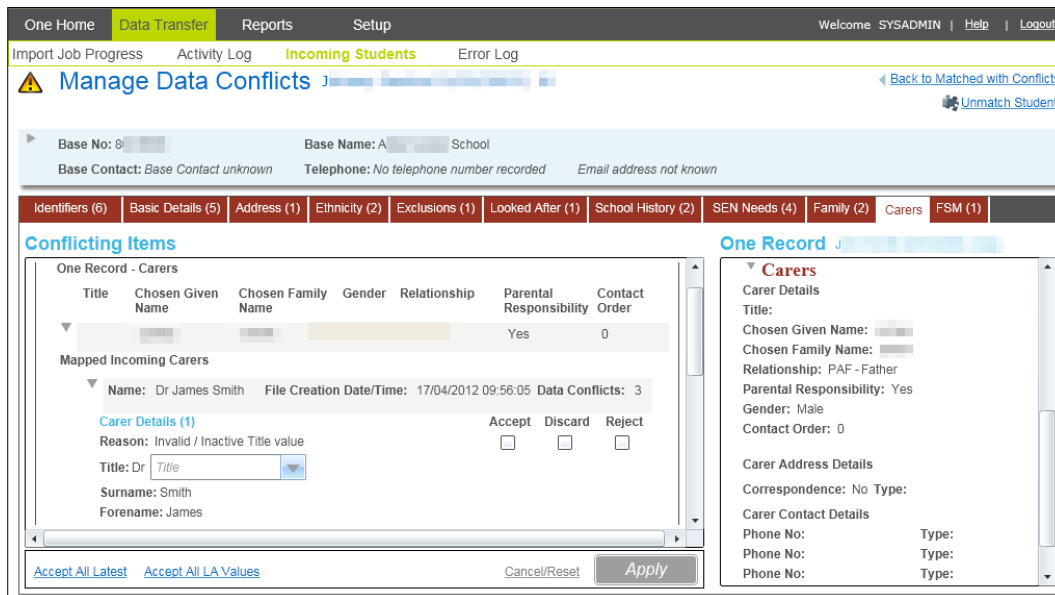 One Home Data Transfer Reports Setup Welcome SYSADMIN | Help | Logout
Import Job Progress Activity Log Incoming Students Error Log
Manage Data Conflicts J
Back to Matched with Conflicts
Unmatch Student
Base No: 8 Base Name: A School
Base Contact: Base Contact unknown Telephone: No telephone number recorded Email address not known
Identifiers (6) Basic Details (5) Address (1) Ethnicity (2) Exclusions (1) Looked After (1) School History (2) SEN Needs (4) Family (2) Carers FSM (1)
Conflicting Items
One Record - Carers
Title Chosen Given Name Chosen Family Name Gender Relationship Parental Responsibility Contact Order
Yes 0
Mapped Incoming Carers
Name: Dr James Smith File Creation Date/Time: 17/04/2012 09:56:05 Data Conflicts: 3
Carer Details (1) Accept Discard Reject
Reason: Invalid / Inactive Title value
Title: Dr Title
Surname: Smith
Forename: James
Accept All Latest Accept All LA Values Cancel/Reset Apply
One Record J
Carers
Carer Details
Title:
Chosen Given Name:
Chosen Family Name:
Relationship: PAF - Father
Parental Responsibility: Yes
Gender: Male
Contact Order: 0
Carer Address Details
Correspondence: No Type:
Carer Contact Details
Phone No: Type:
Phone No: Type:
Phone No: Type: